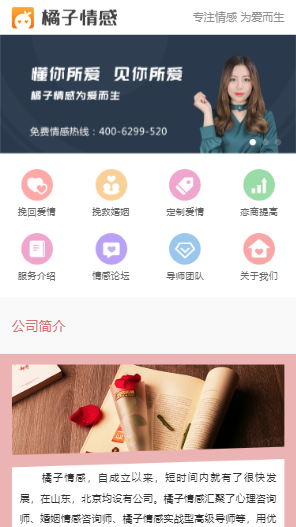 橘子情感
专注情感 为爱而生
懂你所爱 见你所爱
橘子情感为爱而生
免费情感热线：400-6299-520
挽回爱情 挽救婚姻 定制爱情 恋商提高
服务介绍 情感论坛 导师团队 关于我们
公司简介
橘子情感，自成立以来，短时间内就有了很快发
展，在山东，北京均设有公司。橘子情感汇聚了心理咨询
师、婚姻情感咨询师、橘子情感实战型高级导师等，用优